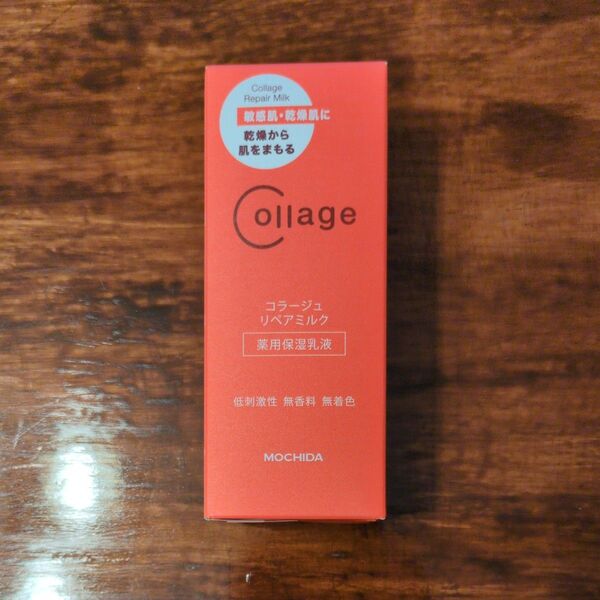 Collage
Repair Milk
敏感肌・乾燥肌に
乾燥から
肌をまもる
Collage
コラージュ
リペアミルク
薬用保湿乳液
低刺激性 無香料 無着色
MOCHIDA